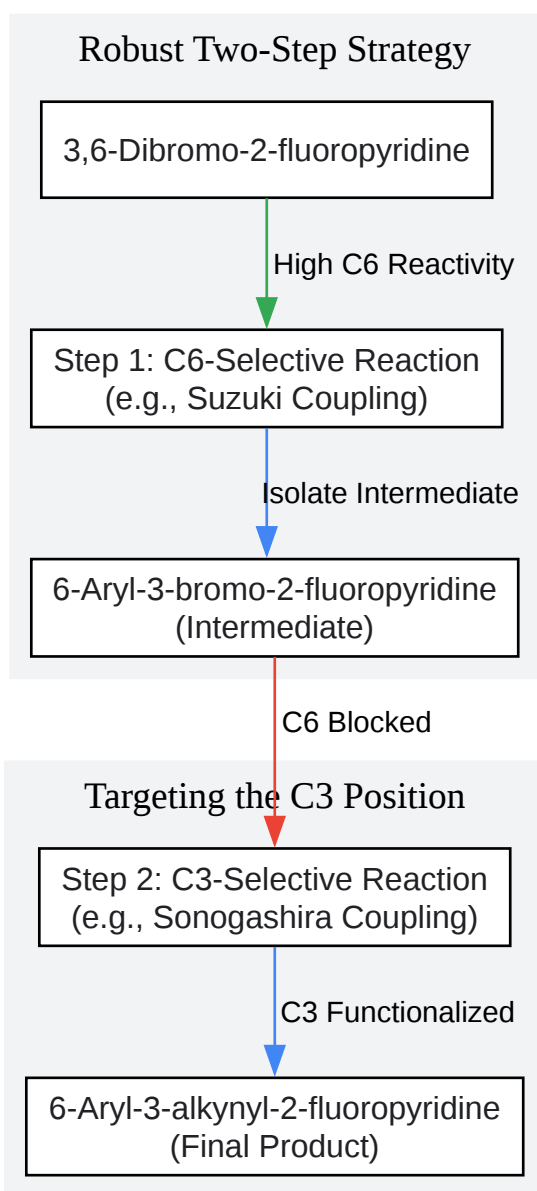 Robust Two-Step Strategy
3,6-Dibromo-2-fluoropyridine
High C6 Reactivity
Step 1: C6-Selective Reaction
(e.g., Suzuki Coupling)
Isolate Intermediate
6-Aryl-3-bromo-2-fluoropyridine
(Intermediate)
C6 Blocked
Targeting the C3 Position
Step 2: C3-Selective Reaction
(e.g., Sonogashira Coupling)
C3 Functionalized
6-Aryl-3-alkynyl-2-fluoropyridine
(Final Product)